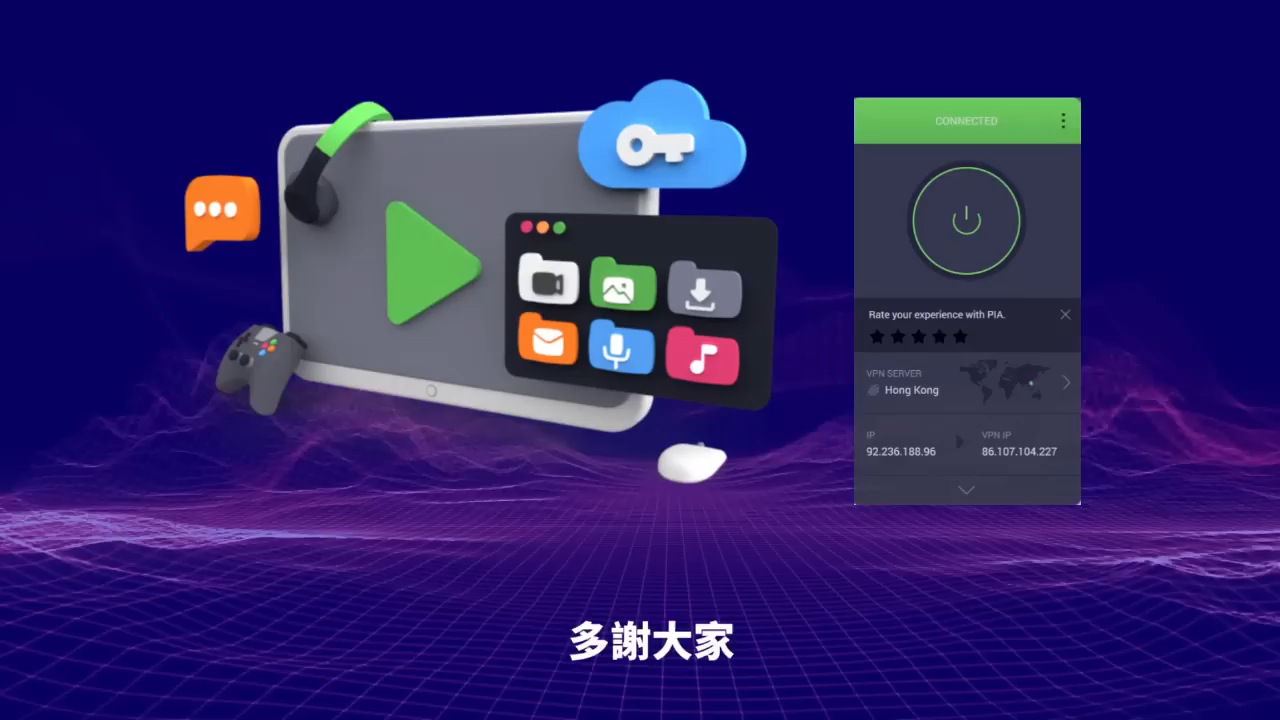 CONNECTED
Rate your experience with PIA.
VPN SERVER
Hong Kong
IP
92.236.188.96
VPN IP
86.107.104.227
多謝大家